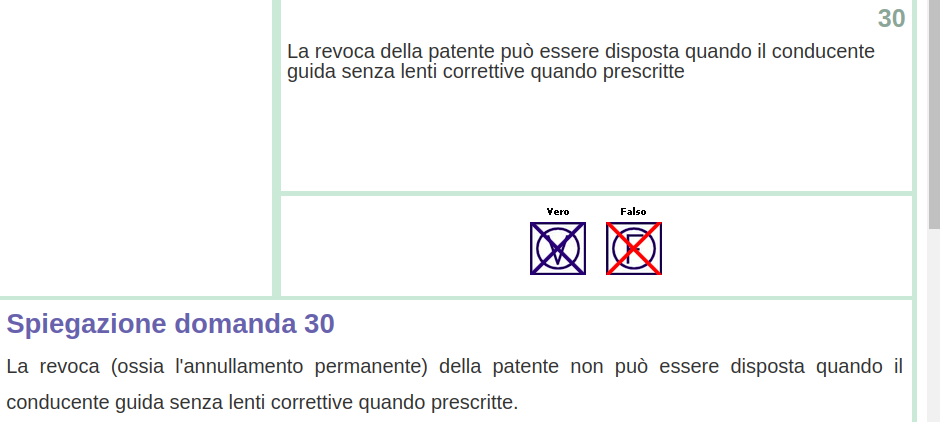 30
La revoca della patente può essere disposta quando il conducente
guida senza lenti correttive quando prescritte
Vero Falso
V F
Spiegazione domanda 30
La revoca (ossia l'annullamento permanente) della patente non può essere disposta quando il
conducente guida senza lenti correttive quando prescritte.